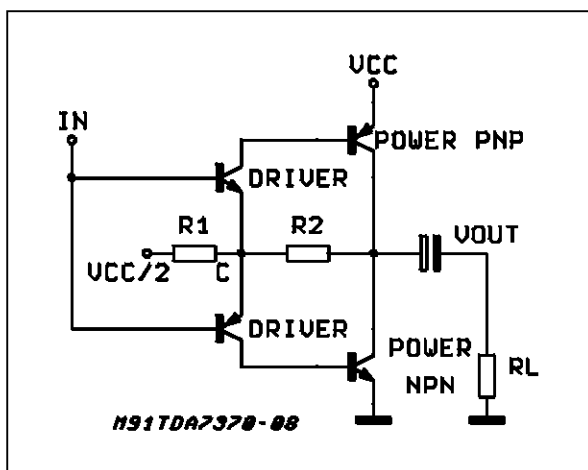 VCC
IN
POWER PNP
DRIVER
R1 R2
VOUT
VCC/2 C
DRIVER
POWER
NPN
RL
M91TDA7370-08